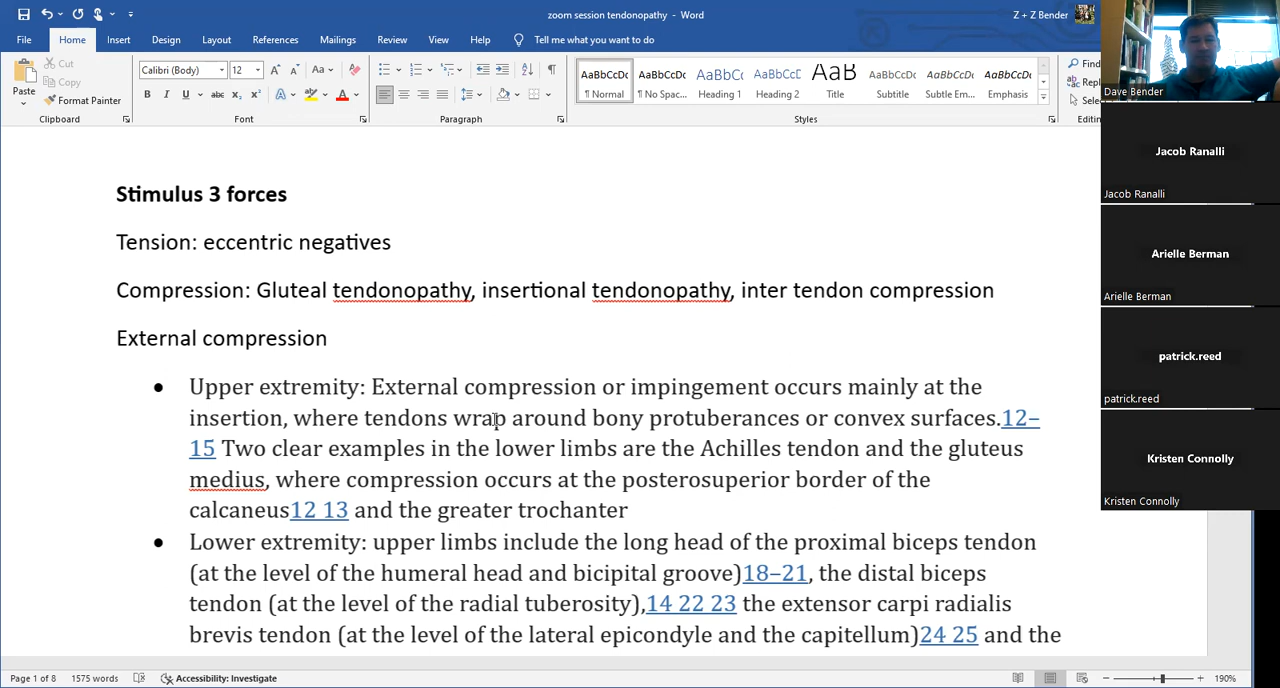 zoom session tendonopathy - Word
Z + Z Bender
File Home Insert Design Layout References Mailings Review View Help Tell me what you want to do
Paste
Cut
Copy
Format Painter
Clipboard
Calibri (Body) 12
Font
Paragraph
AaBbCcDc AaBbCcDc AaBbCc AaBbCcD AaB AaBbCcD AaBbCcDc AaBbCcDc
¶ Normal ¶ No Spac... Heading 1 Heading 2 Title Subtitle Subtle Em... Emphasis
Styles
Find
Repl
Sele
Editing
Stimulus 3 forces
Tension: eccentric negatives
Compression: Gluteal tendonopathy, insertional tendonopathy, inter tendon compression
External compression
• Upper extremity: External compression or impingement occurs mainly at the
insertion, where tendons wrap around bony protuberances or convex surfaces.12–
15 Two clear examples in the lower limbs are the Achilles tendon and the gluteus
medius, where compression occurs at the posterosuperior border of the
calcaneus12 13 and the greater trochanter
• Lower extremity: upper limbs include the long head of the proximal biceps tendon
(at the level of the humeral head and bicipital groove)18–21, the distal biceps
tendon (at the level of the radial tuberosity),14 22 23 the extensor carpi radialis
brevis tendon (at the level of the lateral epicondyle and the capitellum)24 25 and the
Page 1 of 8 1575 words Accessibility: Investigate 190%
Dave Bender
Jacob Ranalli
Jacob Ranalli
Arielle Berman
Arielle Berman
patrick.reed
patrick.reed
Kristen Connolly
Kristen Connolly